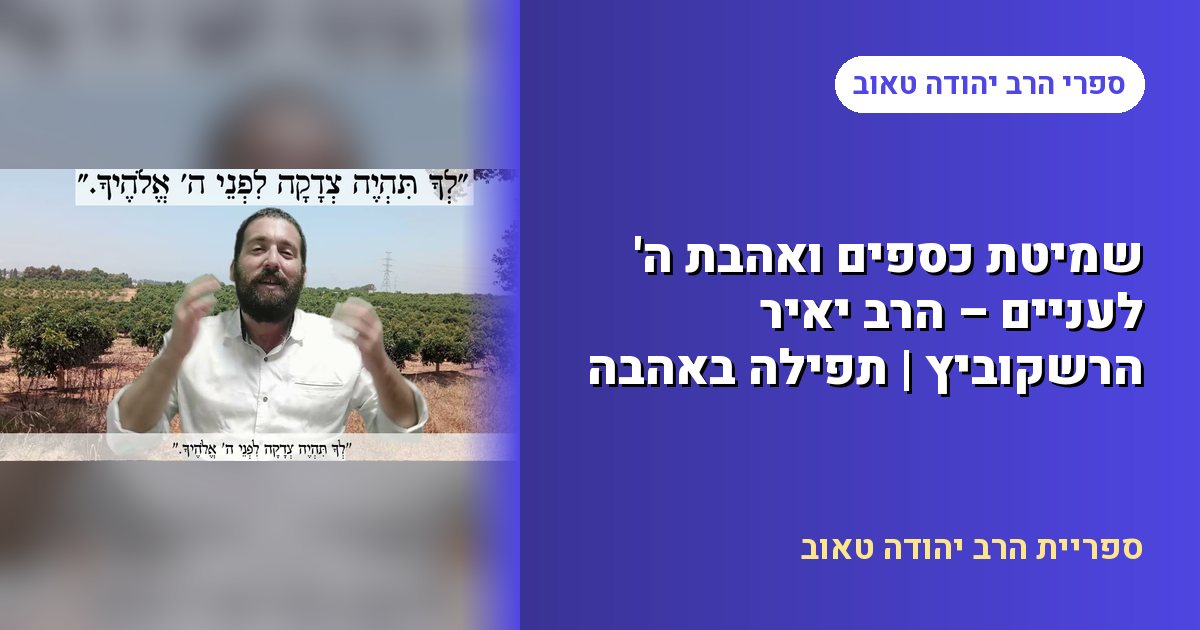 ספרי הרב יהודה טאוב
שמיטת כספים ואהבת ה'
לעניים – הרב יאיר
הרשקוביץ | תפילה באהבה
ספריית הרב יהודה טאוב
"לְךָ תִּהְיֶה צְדָקָה לִפְנֵי ה' אֱלֹהֶיךָ."
"לְךָ תִּהְיֶה צְדָקָה לִפְנֵי ה' אֱלֹהֶיךָ."